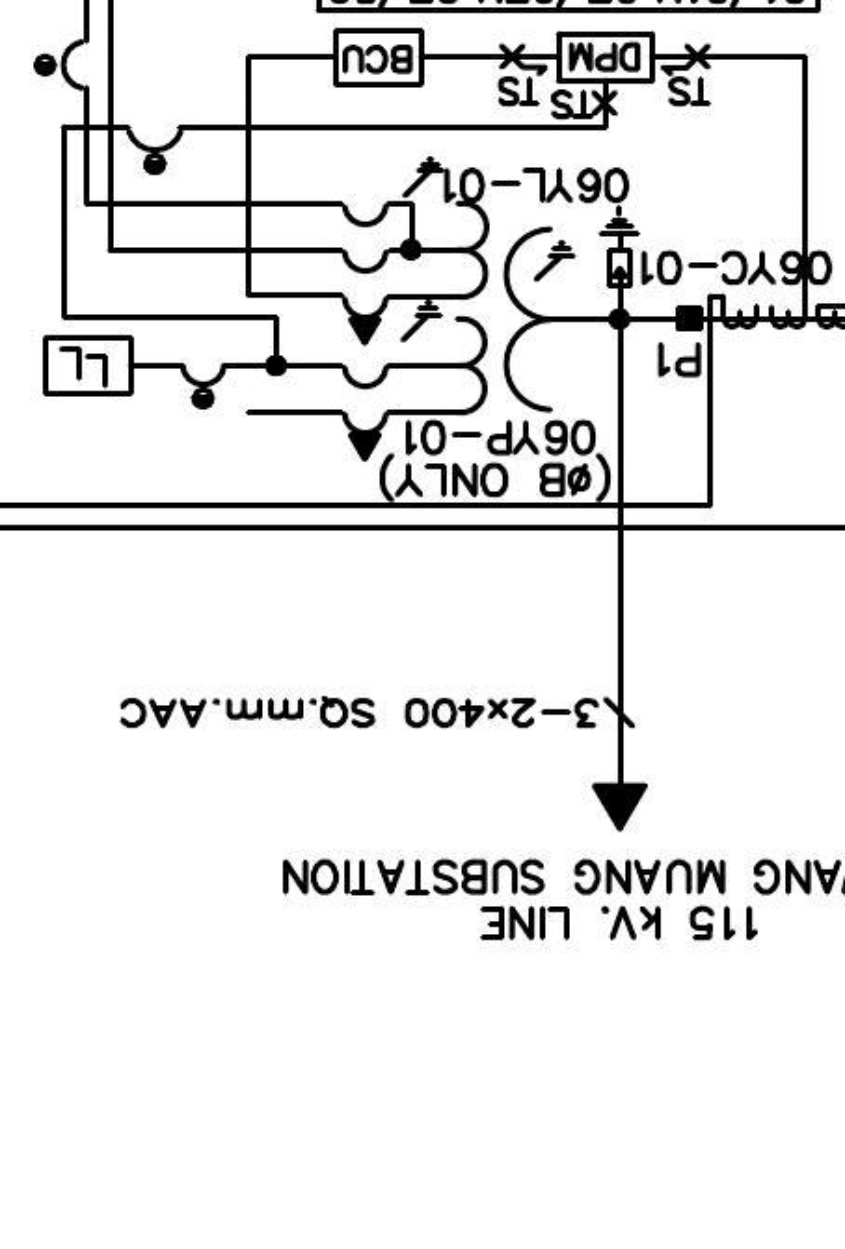 115 kV. LINE
MUANG SUBSTATION
3-2x400 SQ.mm.AAC
(ØB ONLY)
06YP-01
P1
LL
06YC-01
06YL-01
TS
TS
TS
DPM
BCU